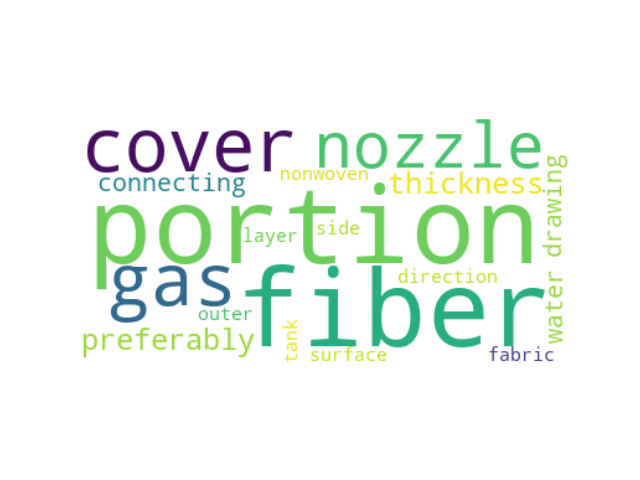 cover
nozzle
nonwoven
connecting
thickness
portion
water drawing
side
layer
gas
fiber
direction
outer
preferably
tank
surface
fabric